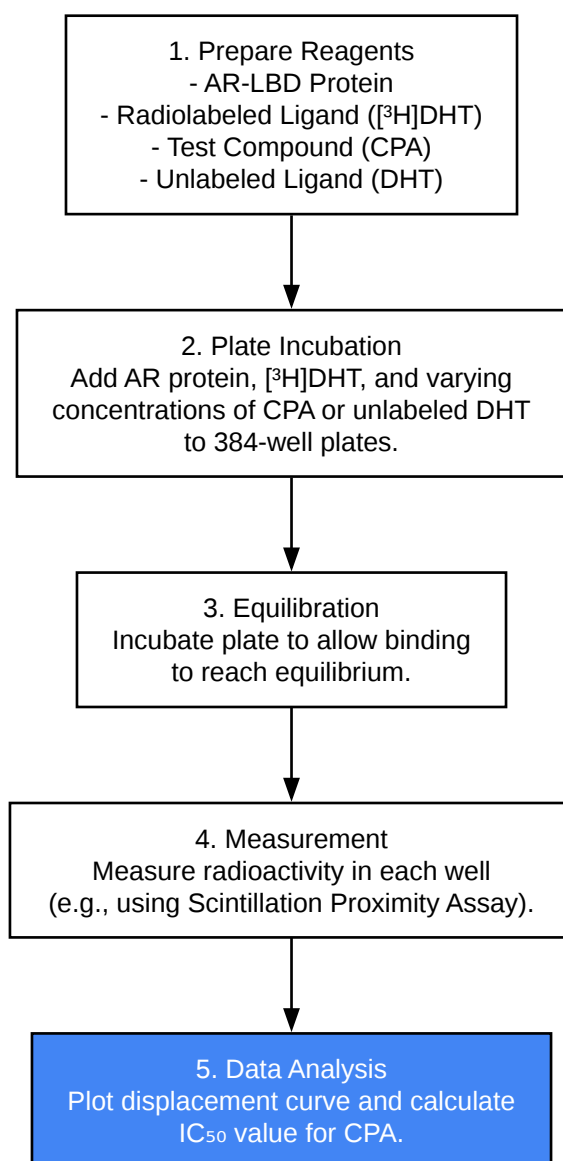 1. Prepare Reagents
- AR-LBD Protein
- Radiolabeled Ligand ([³H]DHT)
- Test Compound (CPA)
- Unlabeled Ligand (DHT)
2. Plate Incubation
Add AR protein, [³H]DHT, and varying
concentrations of CPA or unlabeled DHT
to 384-well plates.
3. Equilibration
Incubate plate to allow binding
to reach equilibrium.
4. Measurement
Measure radioactivity in each well
(e.g., using Scintillation Proximity Assay).
5. Data Analysis
Plot displacement curve and calculate
IC₅₀ value for CPA.